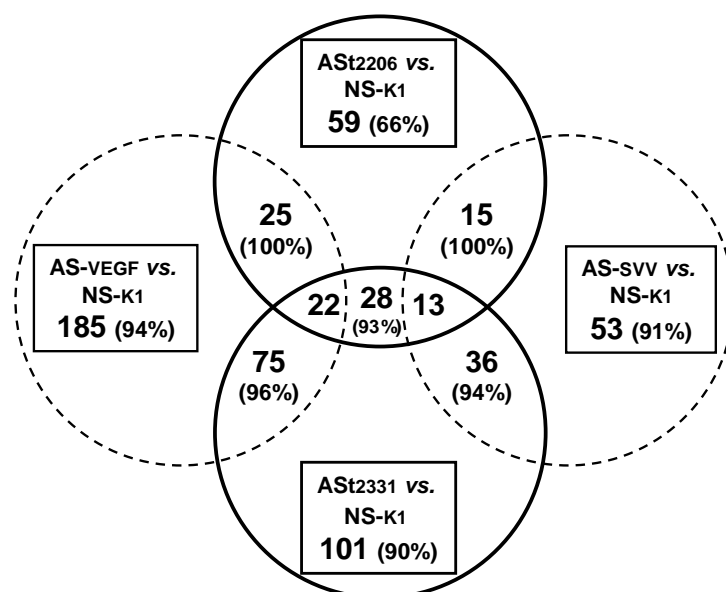 ASt2206 vs.
NS-K1
59 (66%)
25
(100%)
15
(100%)
AS-VEGF vs.
NS-K1
185 (94%)
22
28
(93%)
13
AS-SVV vs.
NS-K1
53 (91%)
75
(96%)
36
(94%)
ASt2331 vs.
NS-K1
101 (90%)